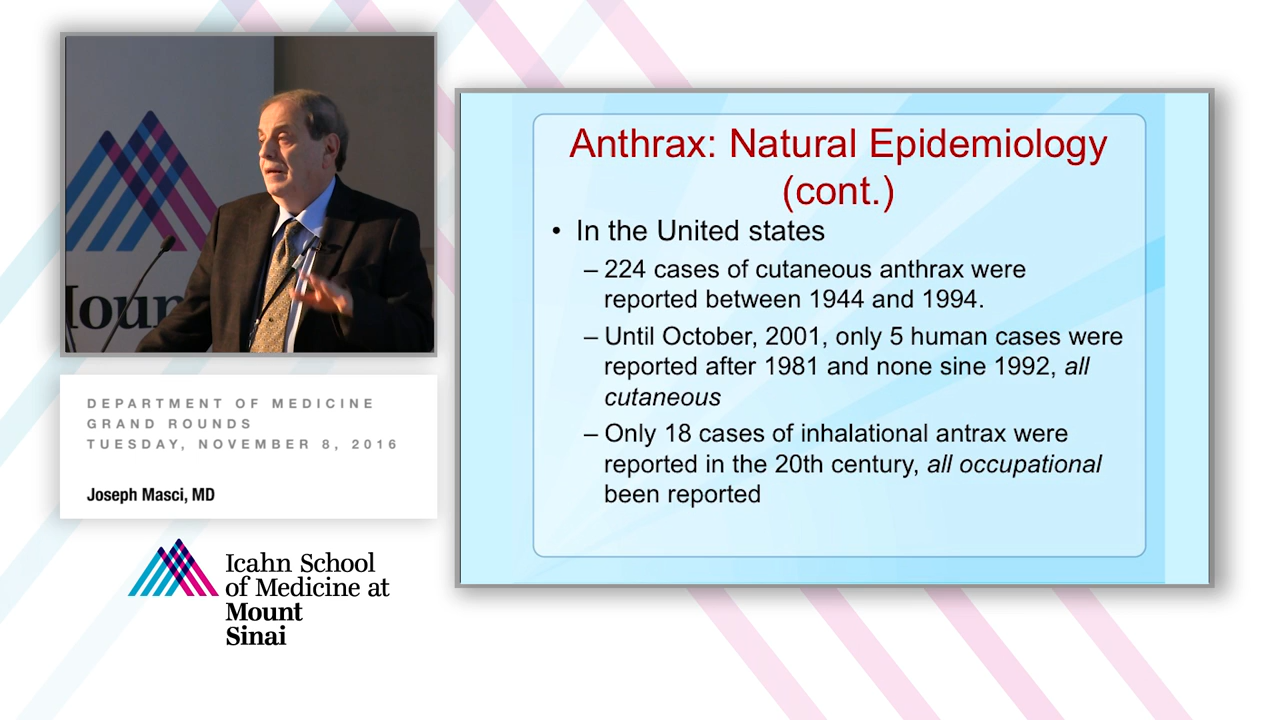 Moun
DEPARTMENT OF MEDICINE
GRAND ROUNDS
TUESDAY, NOVEMBER 8, 2016
Joseph Masci, MD
Icahn School
of Medicine at
Mount
Sinai
Anthrax: Natural Epidemiology
(cont.)
• In the United states
– 224 cases of cutaneous anthrax were
reported between 1944 and 1994.
– Until October, 2001, only 5 human cases were
reported after 1981 and none sine 1992, all
cutaneous
– Only 18 cases of inhalational antrax were
reported in the 20th century, all occupational
been reported